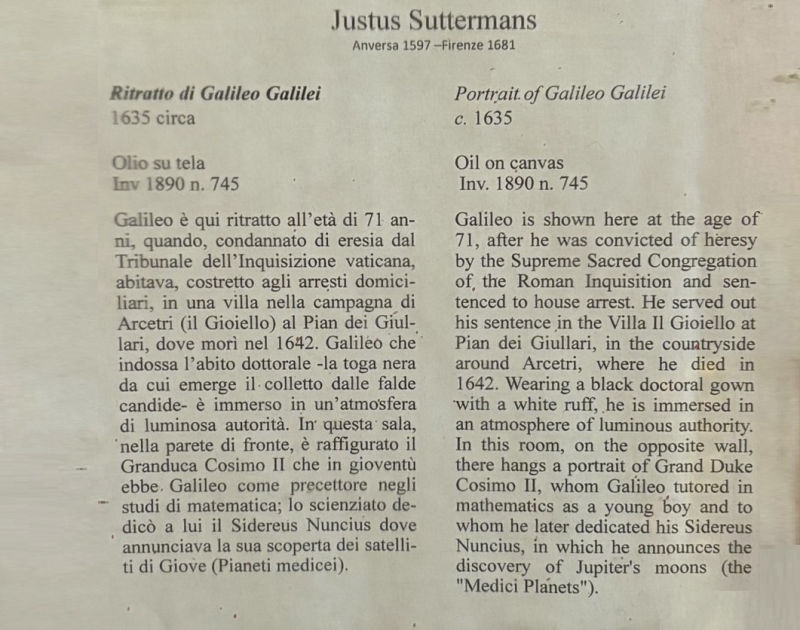 Justus Suttermans
Anversa 1597 –Firenze 1681
Ritratto di Galileo Galilei
1635 circa
Olio su tela
Inv 1890 n. 745
Galileo è qui ritratto all'età di 71 an-
ni, quando, condannato di eresia dal
Tribunale dell'Inquisizione vaticana,
abitava, costretto agli arresti domici-
liari, in una villa nella campagna di
Arcetri (il Gioiello) al Pian dei Giul-
lari, dove morì nel 1642. Galileo che
indossa l'abito dottorale -la toga nera
da cui emerge il colletto dalle falde
candide- è immerso in un'atmosfera
di luminosa autorità. In questa sala,
nella parete di fronte, è raffigurato il
Granduca Cosimo II che in gioventù
ebbe Galileo come precettore negli
studi di matematica; lo scienziato de-
dicò a lui il Sidereus Nuncius dove
annunciava la sua scoperta dei satelli-
ti di Giove (Pianeti medicei).
Portrait of Galileo Galilei
c. 1635
Oil on canvas
Inv. 1890 n. 745
Galileo is shown here at the age of
71, after he was convicted of heresy
by the Supreme Sacred Congregation
of the Roman Inquisition and sen-
tenced to house arrest. He served out
his sentence in the Villa Il Gioiello at
Pian dei Giullari, in the countryside
around Arcetri, where he died in
1642. Wearing a black doctoral gown
with a white ruff, he is immersed in
an atmosphere of luminous authority.
In this room, on the opposite wall,
there hangs a portrait of Grand Duke
Cosimo II, whom Galileo tutored in
mathematics as a young boy and to
whom he later dedicated his Sidereus
Nuncius, in which he announces the
discovery of Jupiter's moons (the
"Medici Planets").